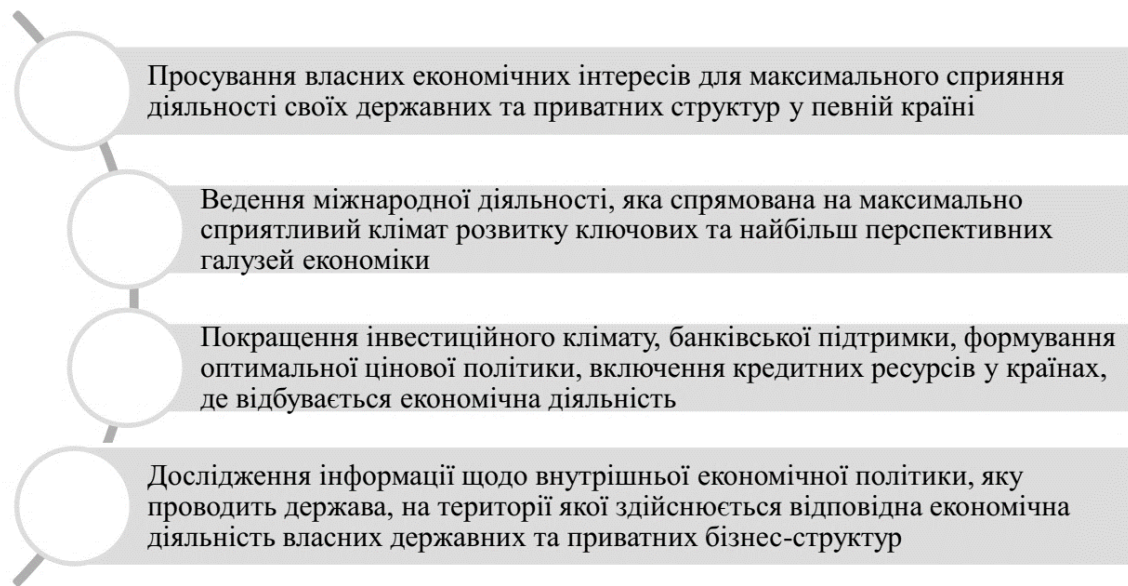 Просування власних економічних інтересів для максимального сприяння
діяльності своїх державних та приватних структур у певній країні
Ведення міжнародної діяльності, яка спрямована на максимально
сприятливий клімат розвитку ключових та найбільш перспективних
галузей економіки
Покращення інвестиційного клімату, банківської підтримки, формування
оптимальної цінової політики, включення кредитних ресурсів у країнах,
де відбувається економічна діяльність
Дослідження інформації щодо внутрішньої економічної політики, яку
проводить держава, на території якої здійснюється відповідна економічна
діяльність власних державних та приватних бізнес-структур